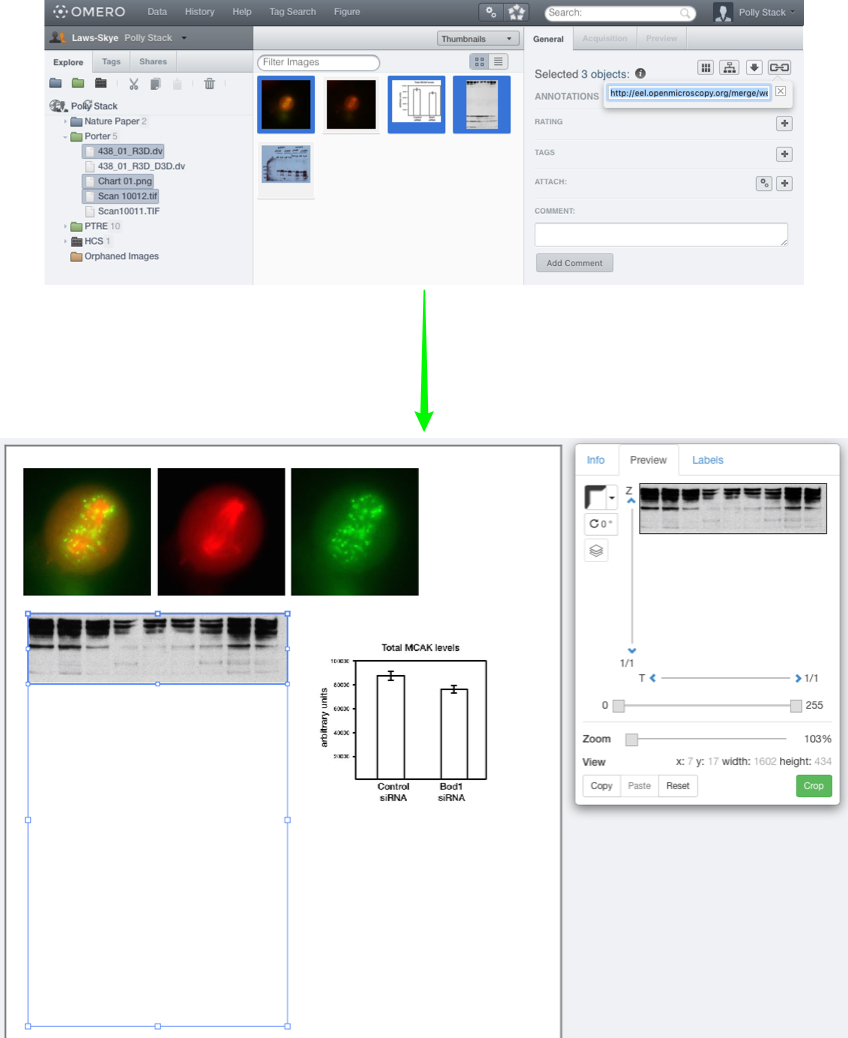 OMERO Data History Help Tag Search Figure Search: Polly Stack
Laws-Skye Polly Stack Thumbnails General Acquisition Preview
Explore Tags Shares
Filter Images
Selected 3 objects:
http://eel.openmicroscopy.org/merge/we
ANNOTATIONS
Polly Stack
Nature Paper 2
Porter 5
438_01_R3D.dv
438_01_R3D_D3D.dv
Chart 01.png
Scan 10012.tif
Scan10011.TIF
PTRE 10
HCS 1
Orphaned Images
RATING
TAGS
ATTACH:
COMMENT:
Add Comment
Total MCAK levels
100000
80000
60000
40000
20000
arbitrary units
Control
siRNA
Bod1
siRNA
Info Preview Labels
Z
0°
1/1
T 1/1
0 255
Zoom 103%
View x: 7 y: 17 width: 1602 height: 434
Copy Paste Reset Crop